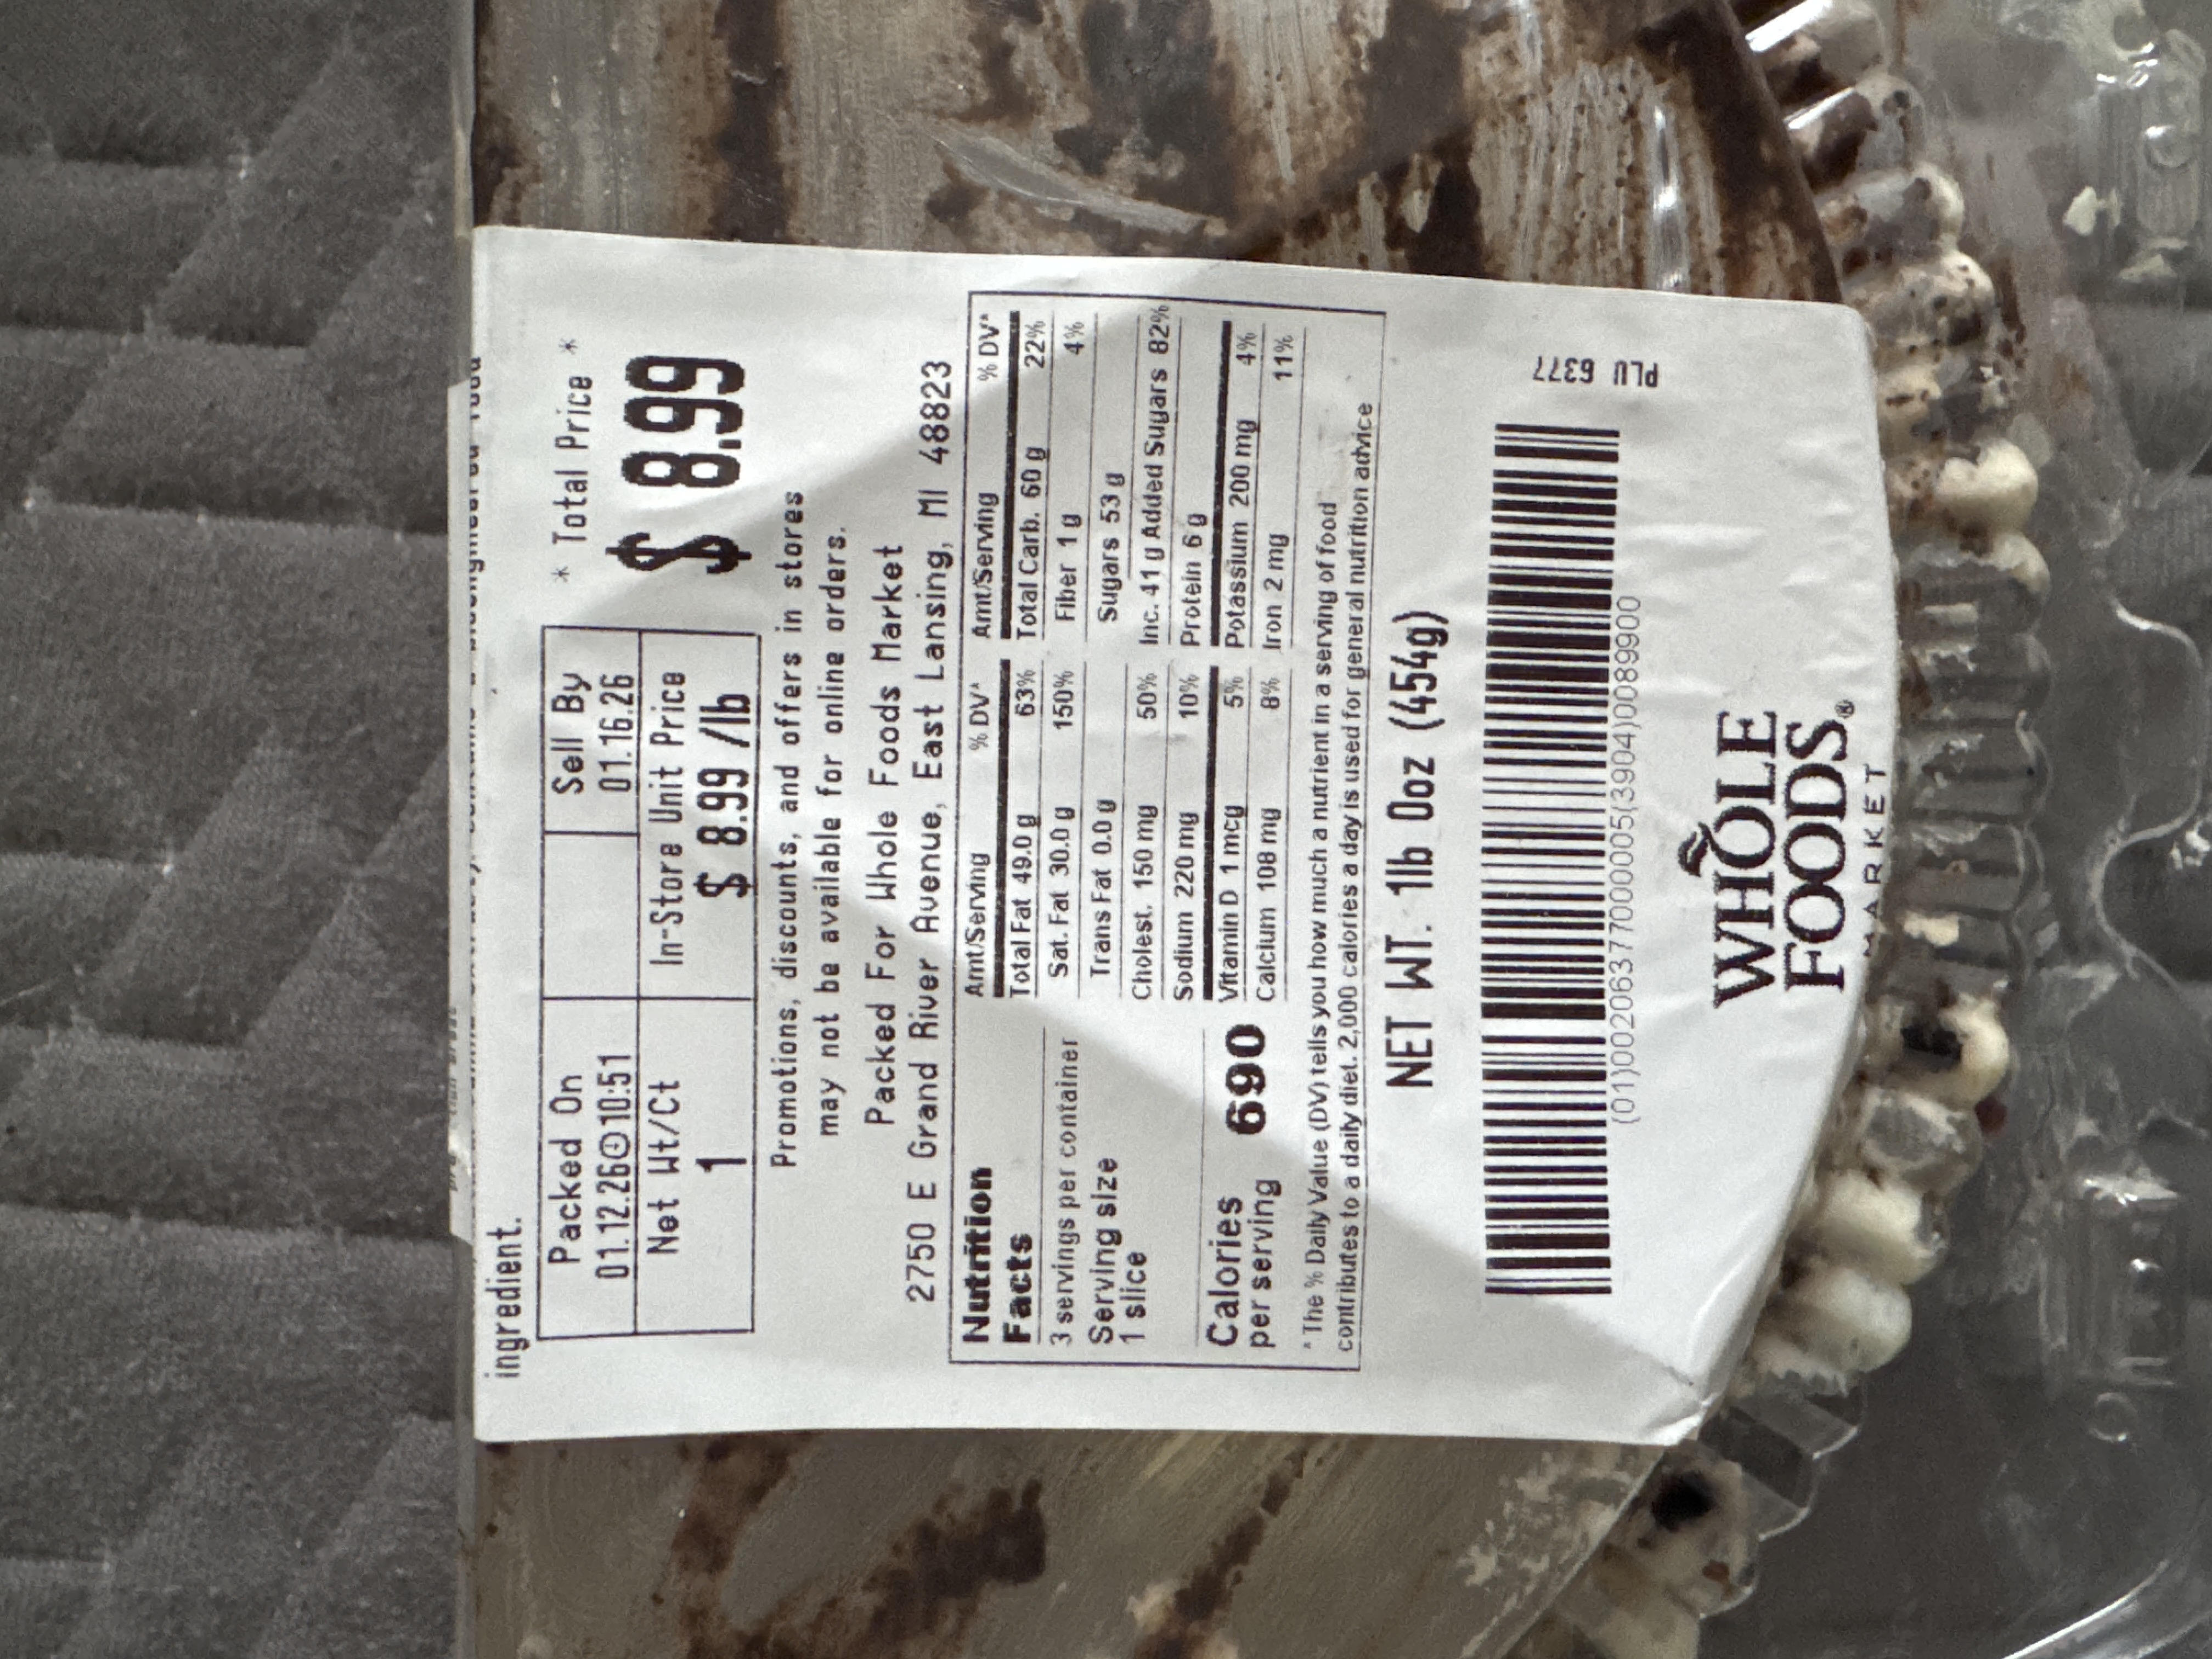 ingredient.
Packed On
01.12.26@10:51
Sell By
01.16.26
* Total Price *
Net Wt/Ct
1
In-Store Unit Price
$ 8.99 /lb
$ 8.99
Promotions, discounts, and offers in stores
may not be available for online orders.
Packed For Whole Foods Market
2750 E Grand River Avenue, East Lansing, MI 48823
Nutrition
Facts
3 servings per container
Serving size
1 slice
Calories
per serving 690
Amt/Serving % DV^
Total Fat 49.0 g 63%
Sat. Fat 30.0 g 150%
Trans Fat 0.0 g
Cholest. 150 mg 50%
Sodium 220 mg 10%
Vitamin D 1 mcg 5%
Calcium 108 mg 8%
Amt/Serving % DV^
Total Carb. 60 g 22%
Fiber 1 g 4%
Sugars 53 g
Inc. 41 g Added Sugars 82%
Protein 6 g
Potassium 200 mg 4%
Iron 2 mg 11%
^ The % Daily Value (DV) tells you how much a nutrient in a serving of food
contributes to a daily diet. 2,000 calories a day is used for general nutrition advice
NET WT. 1lb 0oz (454g)
PLU 6377
(01)00206377000005(3904)0089900
WHOLE
FOODS®
MARKET